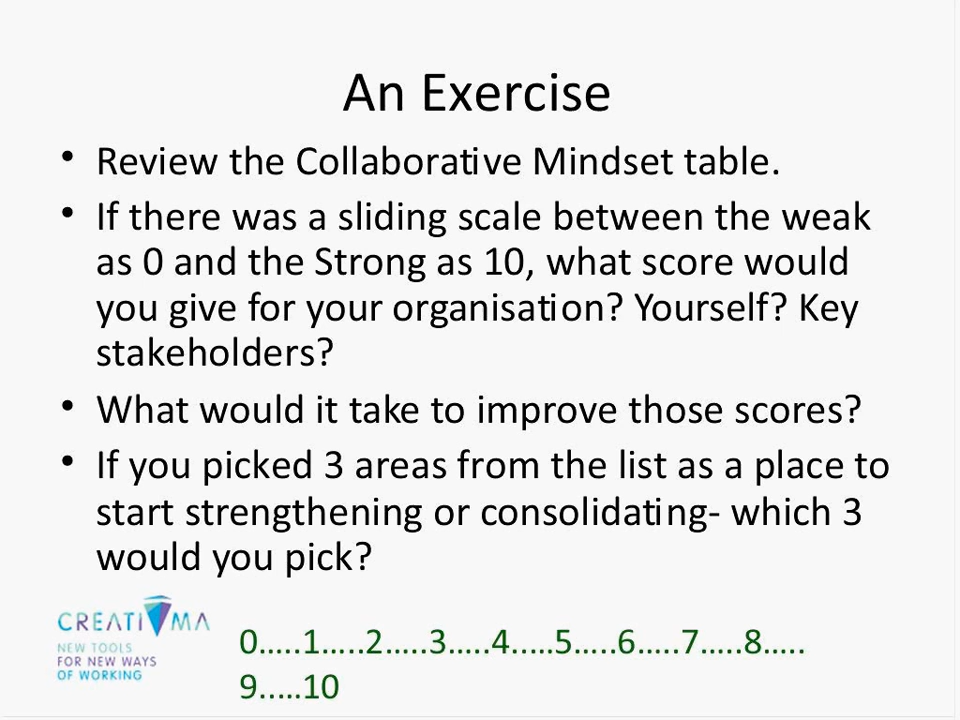 An Exercise
• Review the Collaborative Mindset table.
• If there was a sliding scale between the weak
as 0 and the Strong as 10, what score would
you give for your organisation? Yourself? Key
stakeholders?
• What would it take to improve those scores?
• If you picked 3 areas from the list as a place to
start strengthening or consolidating- which 3
would you pick?
CREATIVMA
NEW TOOLS
FOR NEW WAYS
OF WORKING
0…..1…..2…..3…..4…..5…..6…..7…..8…..
9…..10